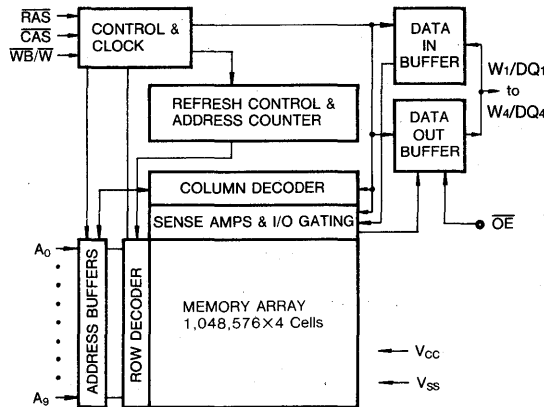 RAS
CAS
WB/W
CONTROL &
CLOCK
DATA
IN
BUFFER
W1/DQ1
to
W4/DQ4
REFRESH CONTROL &
ADDRESS COUNTER
DATA
OUT
BUFFER
COLUMN DECODER
SENSE AMPS & I/O GATING
OE
A0
A9
ADDRESS BUFFERS
ROW DECODER
MEMORY ARRAY
1,048,576×4 Cells
VCC
VSS